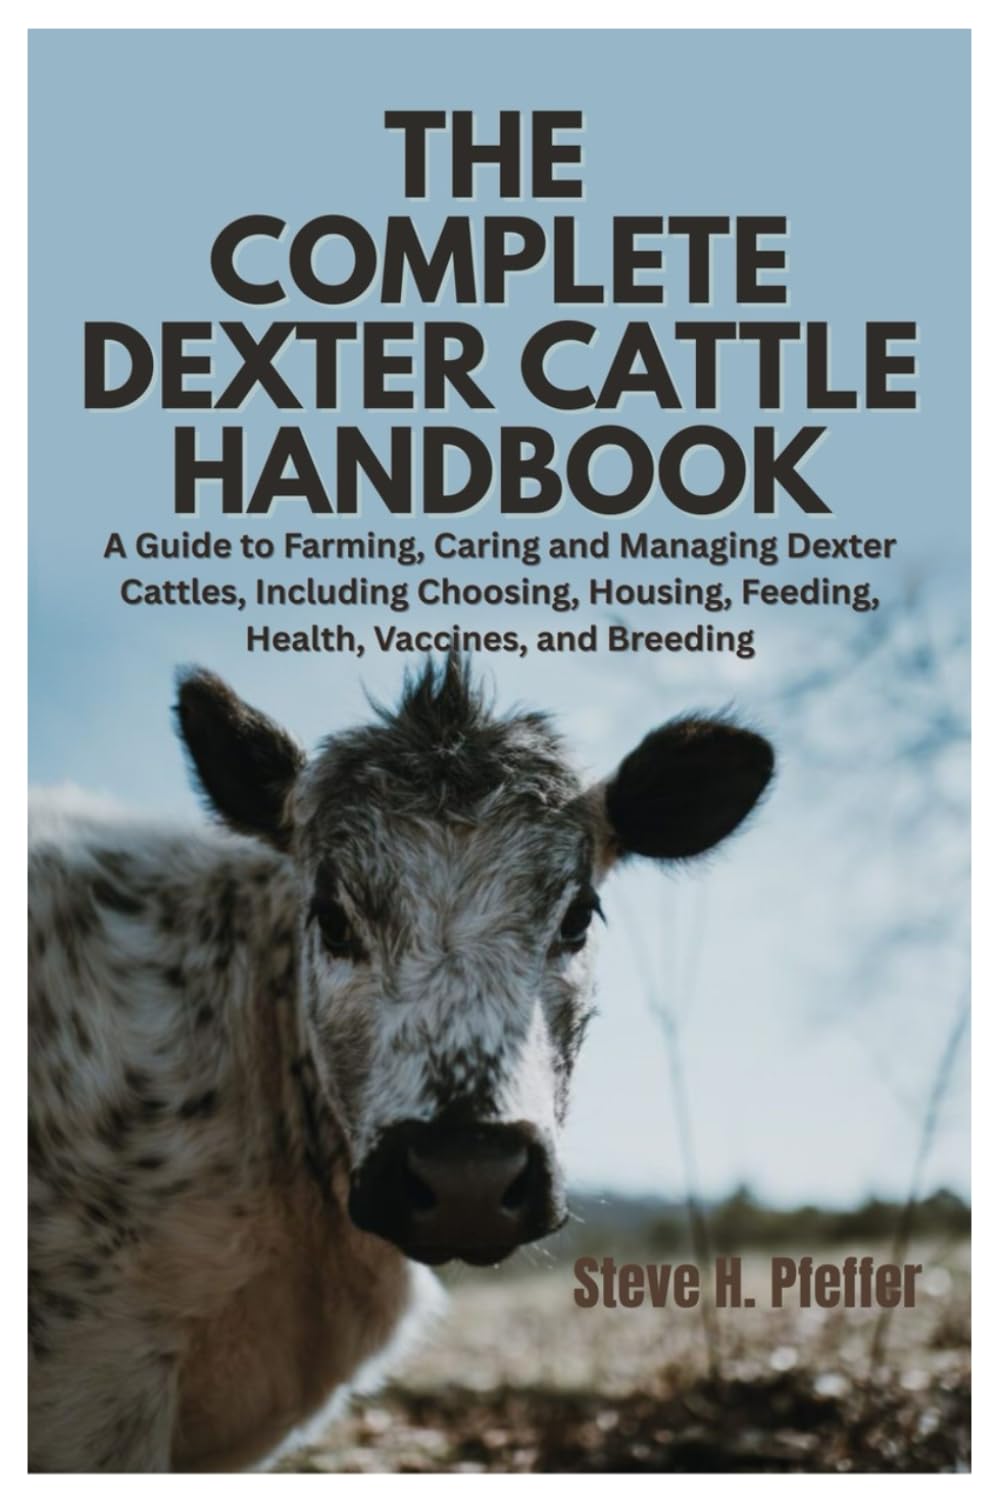 THE
COMPLETE
DEXTER CATTLE
HANDBOOK
A Guide to Farming, Caring and Managing Dexter
Cattles, Including Choosing, Housing, Feeding,
Health, Vaccines, and Breeding
Steve H. Pfeffer